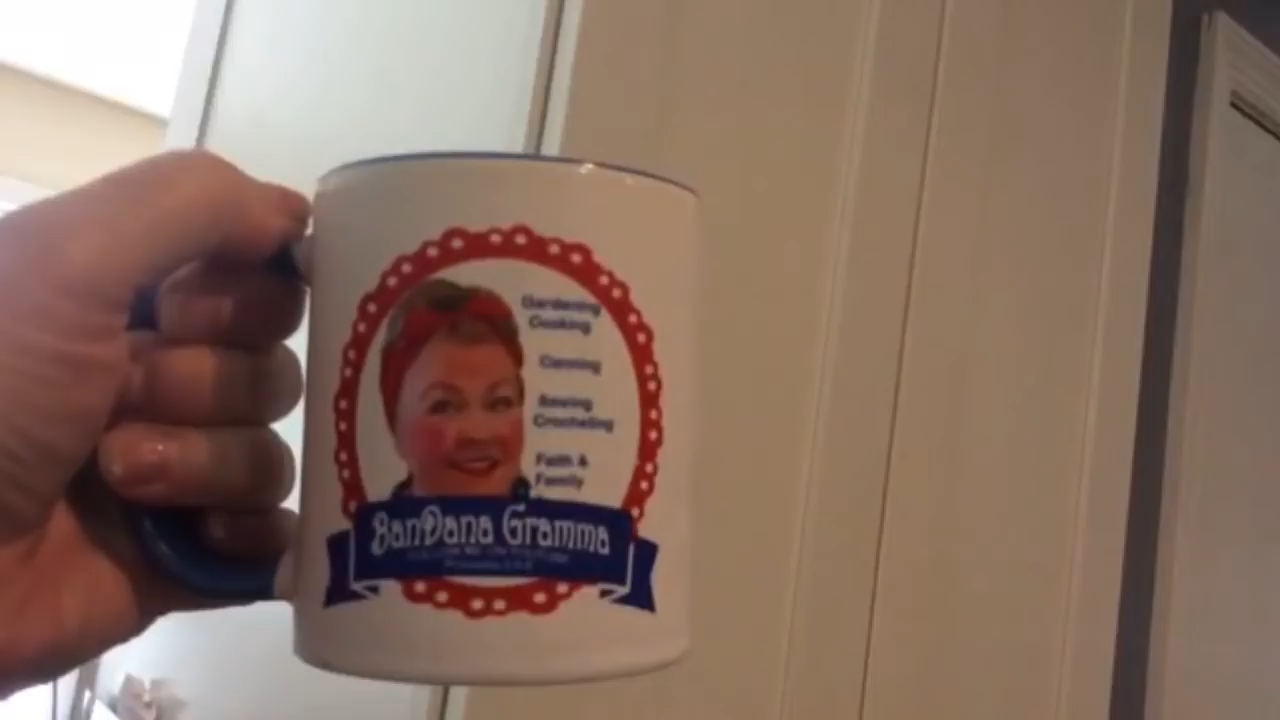 Gardening
Cooking
Canning
Sewing
Crocheting
Faith &
Family
BanDana Gramma